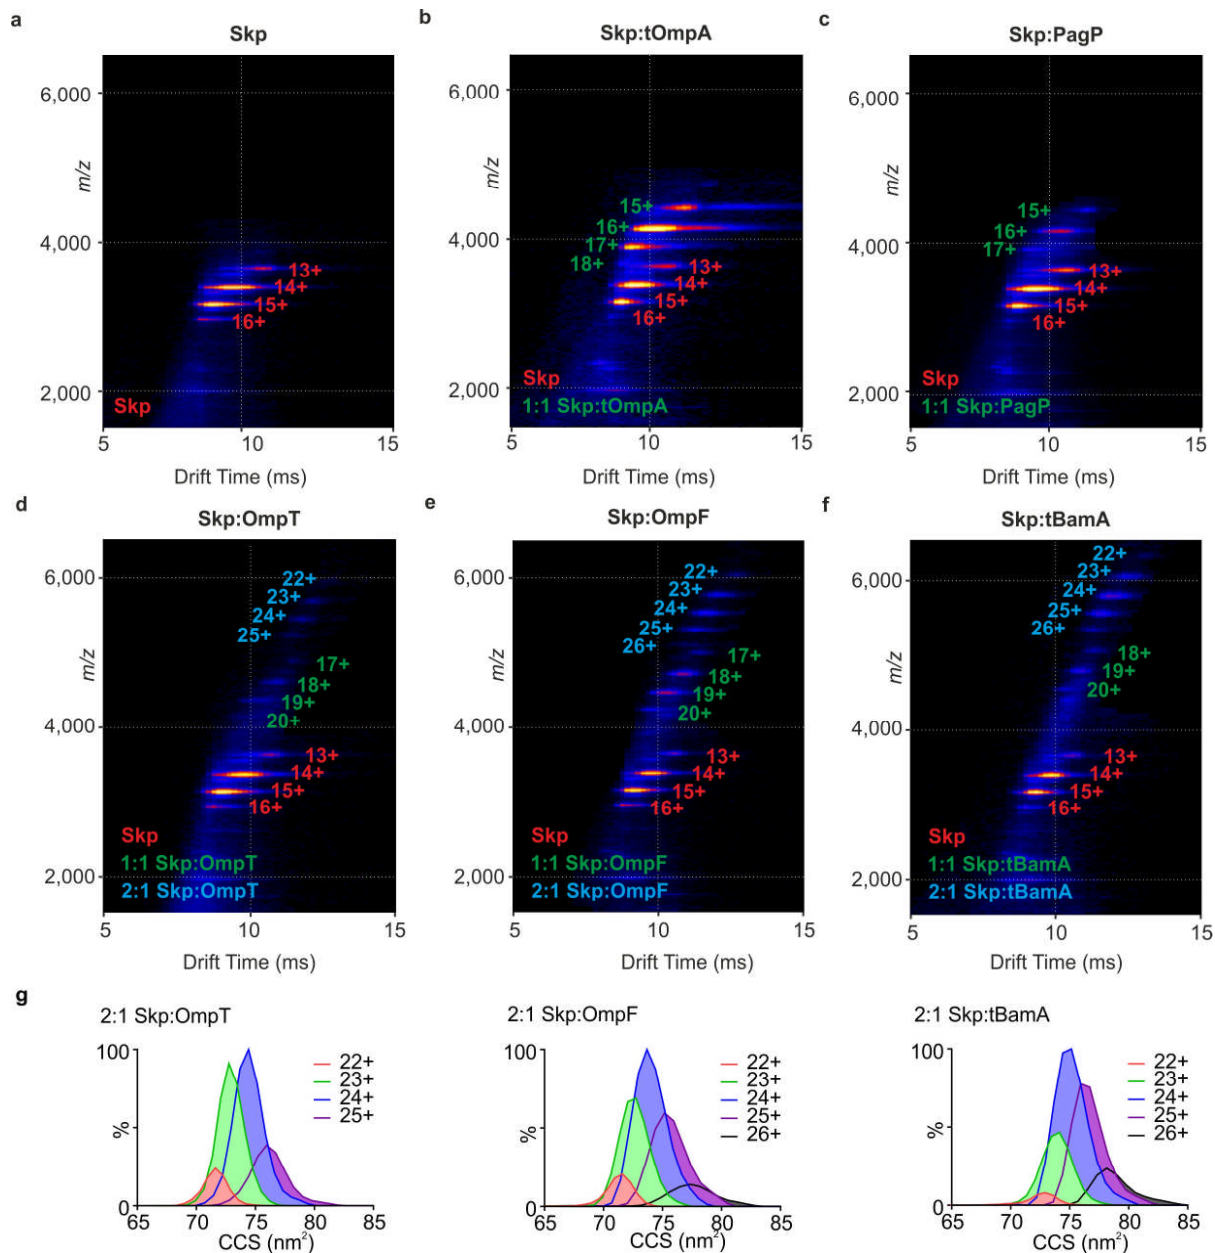 a
Skp
6,000
m/z
4,000
2,000
13+
14+
15+
16+
Skp
5
10
15
Drift Time (ms)
b
Skp:tOmpA
6,000
m/z
4,000
2,000
15+
16+
17+
18+
13+
14+
15+
16+
Skp
1:1 Skp:tOmpA
5
10
15
Drift Time (ms)
c
Skp:PagP
6,000
m/z
4,000
2,000
15+
16+
17+
13+
14+
15+
16+
Skp
1:1 Skp:PagP
5
10
15
Drift Time (ms)
d
Skp:OmpT
6,000
m/z
4,000
2,000
22+
23+
24+
25+
17+
18+
19+
20+
13+
14+
15+
16+
Skp
1:1 Skp:OmpT
2:1 Skp:OmpT
5
10
15
Drift Time (ms)
e
Skp:OmpF
6,000
m/z
4,000
2,000
22+
23+
24+
25+
26+
17+
18+
19+
20+
13+
14+
15+
16+
Skp
1:1 Skp:OmpF
2:1 Skp:OmpF
5
10
15
Drift Time (ms)
f
Skp:tBamA
6,000
m/z
4,000
2,000
22+
23+
24+
25+
26+
18+
19+
20+
13+
14+
15+
16+
Skp
1:1 Skp:tBamA
2:1 Skp:tBamA
5
10
15
Drift Time (ms)
g
2:1 Skp:OmpT
100
%
0
22+
23+
24+
25+
65
70
75
80
85
CCS (nm²)
2:1 Skp:OmpF
100
%
0
22+
23+
24+
25+
26+
65
70
75
80
85
CCS (nm²)
2:1 Skp:tBamA
100
%
0
22+
23+
24+
25+
26+
65
70
75
80
85
CCS (nm²)